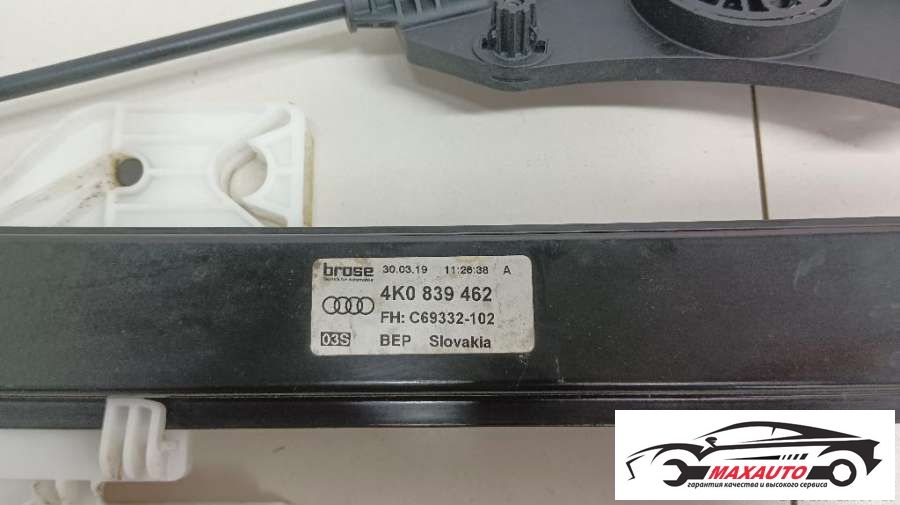 brose 30.03.19 11:26:38 A
4K0 839 462
FH: C69332-102
03S BEP Slovakia
MAXAUTO
гарантия качества и высокого сервиса